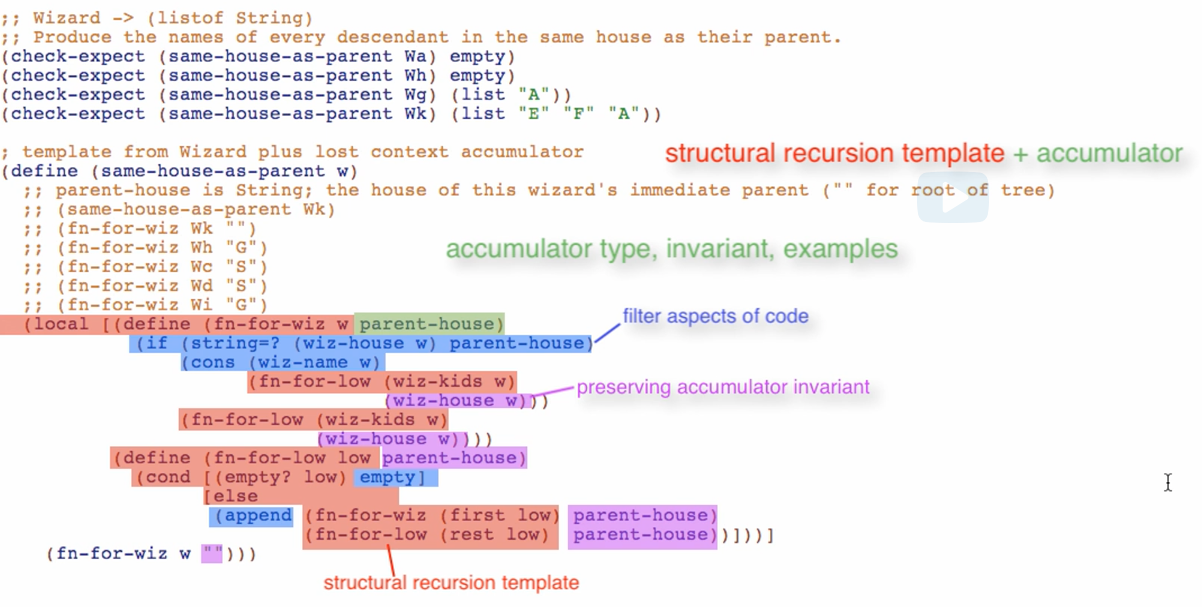 ;; Wizard -> (listof String)
;; Produce the names of every descendant in the same house as their parent.
(check-expect (same-house-as-parent Wa) empty)
(check-expect (same-house-as-parent Wh) empty)
(check-expect (same-house-as-parent Wg) (list "A"))
(check-expect (same-house-as-parent Wk) (list "E" "F" "A"))
; template from Wizard plus lost context accumulator
structural recursion template + accumulator
(define (same-house-as-parent w)
;; parent-house is String; the house of this wizard's immediate parent ("" for root of tree)
;; (same-house-as-parent Wk)
;; (fn-for-wiz Wk "")
;; (fn-for-wiz Wh "G")
accumulator type, invariant, examples
;; (fn-for-wiz Wc "S")
;; (fn-for-wiz Wd "S")
;; (fn-for-wiz Wi "G")
(local [(define (fn-for-wiz w parent-house)
filter aspects of code
(if (string=? (wiz-house w) parent-house)
(cons (wiz-name w)
(fn-for-low (wiz-kids w)
preserving accumulator invariant
(wiz-house w)))
(fn-for-low (wiz-kids w)
(wiz-house w))))
(define (fn-for-low low parent-house)
(cond [(empty? low) empty]
[else
(append (fn-for-wiz (first low) parent-house)
(fn-for-low (rest low) parent-house))]))]
(fn-for-wiz w "")))
structural recursion template